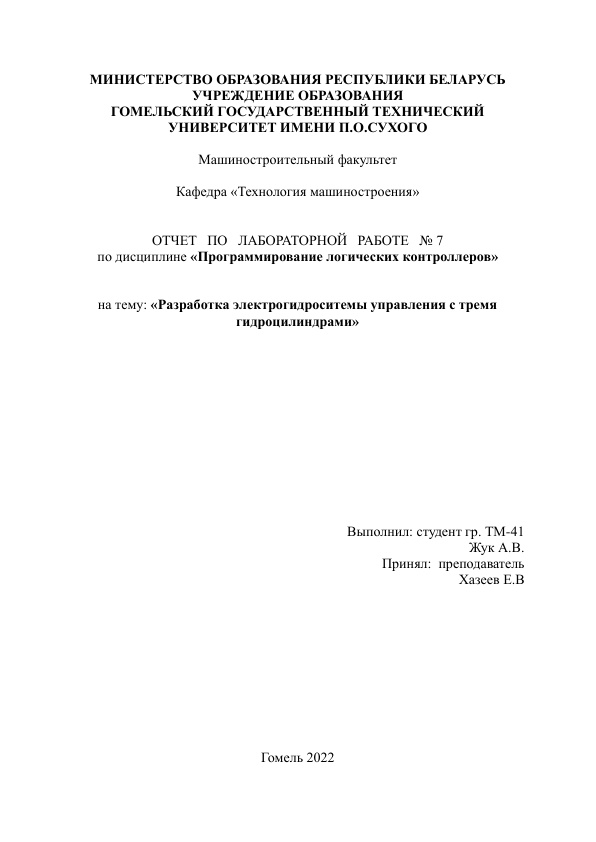 МИНИСТЕРСТВО ОБРАЗОВАНИЯ РЕСПУБЛИКИ БЕЛАРУСЬ
УЧРЕЖДЕНИЕ ОБРАЗОВАНИЯ
ГОМЕЛЬСКИЙ ГОСУДАРСТВЕННЫЙ ТЕХНИЧЕСКИЙ
УНИВЕРСИТЕТ ИМЕНИ П.О.СУХОГО
Машиностроительный факультет
Кафедра «Технология машиностроения»
ОТЧЕТ ПО ЛАБОРАТОРНОЙ РАБОТЕ № 7
по дисциплине «Программирование логических контроллеров»
на тему: «Разработка электрогидроситемы управления с тремя
гидроцилиндрами»
Выполнил: студент гр. ТМ-41
Жук А.В.
Принял: преподаватель
Хазеев Е.В
Гомель 2022